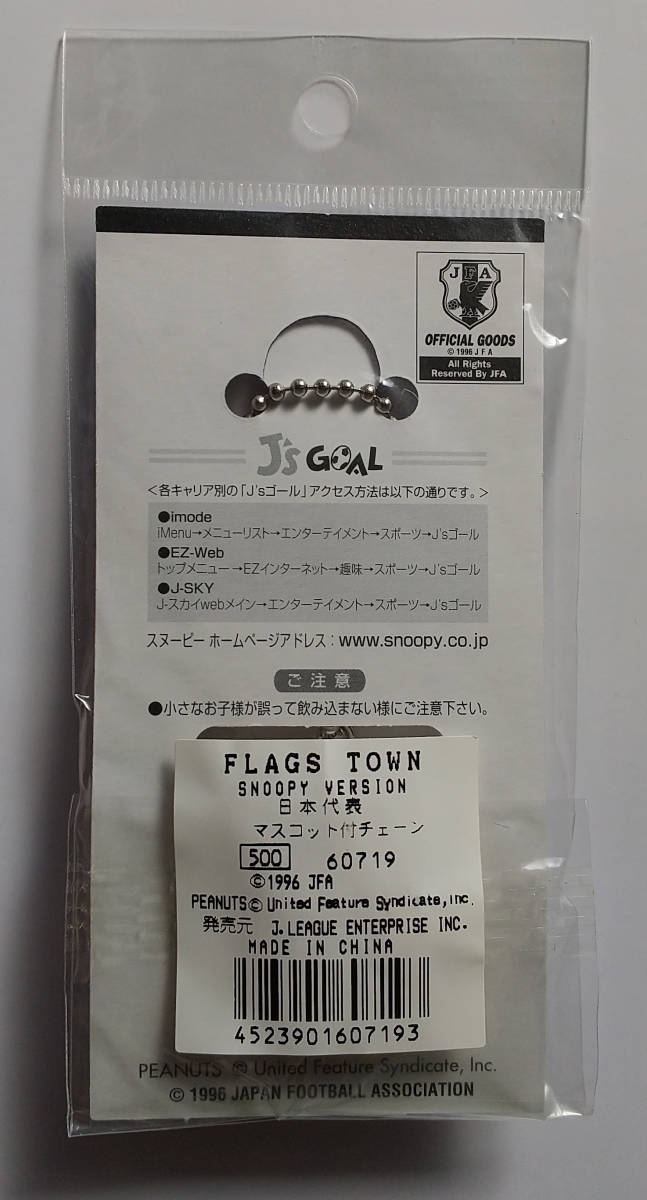 JFA
OFFICIAL GOODS
© 1996 J F A
All Rights
Reserved By JFA
J's GOAL
<各キャリア別の「J'sゴール」アクセス方法は以下の通りです。>
●imode
iMenu→メニューリスト→エンターテイメント→スポーツ→J'sゴール
●EZ-Web
トップメニュー→EZインターネット→趣味→スポーツ→J'sゴール
●J-SKY
J-スカイwebメイン→エンターテイメント→スポーツ→J'sゴール
スヌーピー ホームページアドレス：www.snoopy.co.jp
ご注意
●小さなお子様が誤って飲み込まない様にご注意下さい。
FLAGS TOWN
SNOOPY VERSION
日本代表
マスコット付チェーン
500 60719
©1996 JFA
PEANUTS© United Feature Syndicate, Inc.
発売元 J.LEAGUE ENTERPRISE INC.
MADE IN CHINA
4523901607193
PEANUTS © United Feature Syndicate, Inc.
© 1996 JAPAN FOOTBALL ASSOCIATION